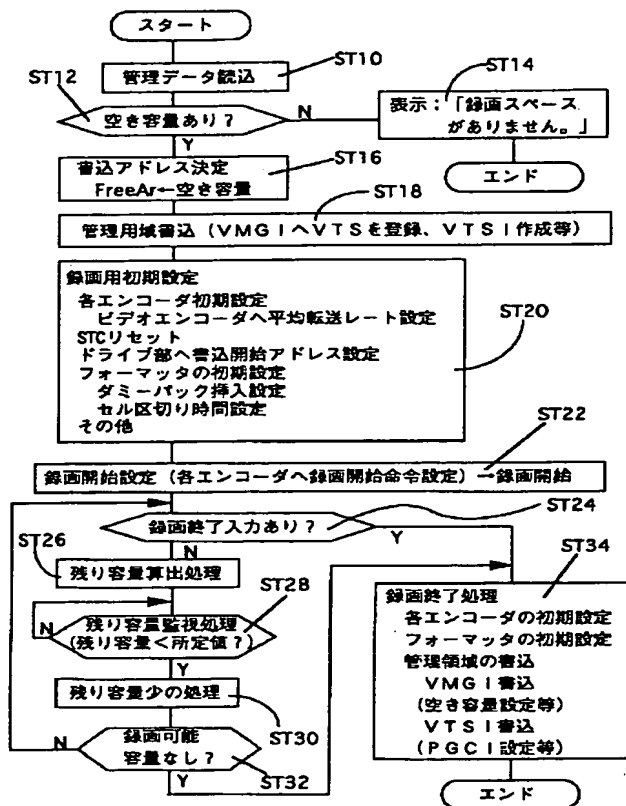 スタート
ST10
管理データ読込
ST12
空き容量あり?
N
Y
ST14
表示:「録画スペース
がありません。」
エンド
ST16
書込アドレス決定
FreeAr←空き容量
ST18
管理用域書込(VMGIへVTSを登録、VTSI作成等)
録画用初期設定
各エンコーダ初期設定
ビデオエンコーダへ平均転送レート設定
STCリセット
ドライブ部へ書込開始アドレス設定
フォーマッタの初期設定
ダミーパック挿入設定
セル区切り時間設定
その他
ST20
ST22
録画開始設定(各エンコーダへ録画開始命令設定)→録画開始
ST24
録画終了入力あり?
Y
N
ST26
残り容量算出処理
ST28
残り容量監視処理
(残り容量<所定値?)
N
Y
残り容量少の処理
ST30
録画可能
容量なし?
N
Y
ST32
ST34
録画終了処理
各エンコーダの初期設定
フォーマッタの初期設定
管理領域の書込
VMGI書込
(空き容量設定等)
VTSI書込
(PGCI設定等)
エンド